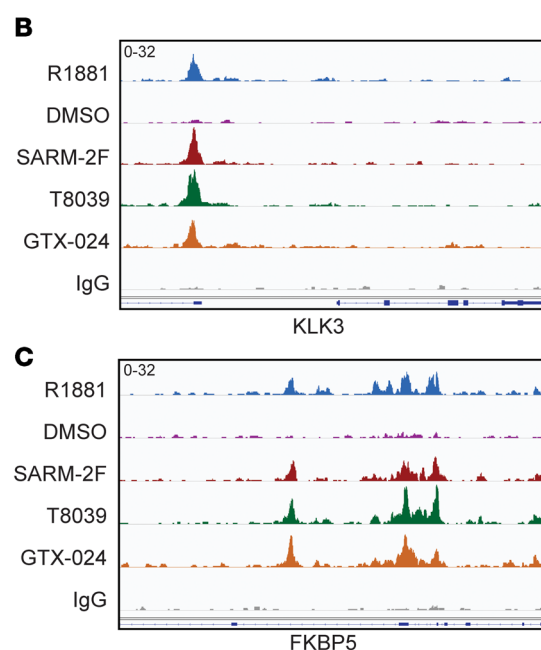 B
0-32
R1881
DMSO
SARM-2F
T8039
GTX-024
IgG
KLK3
C
0-32
R1881
DMSO
SARM-2F
T8039
GTX-024
IgG
FKBP5